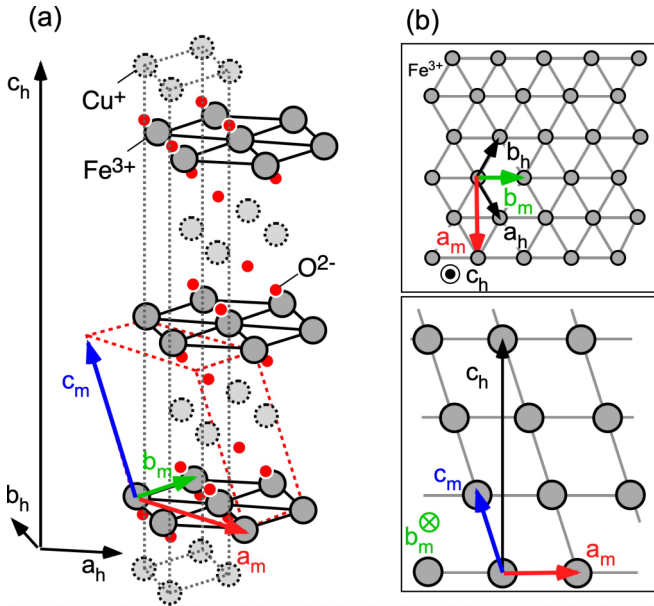 (a)
c_h
Cu⁺
Fe³⁺
O²⁻
c_m
b_m
a_m
b_h
a_h
(b)
Fe³⁺
b_h
b_m
a_m
a_h
c_h
c_h
c_m
b_m
a_m